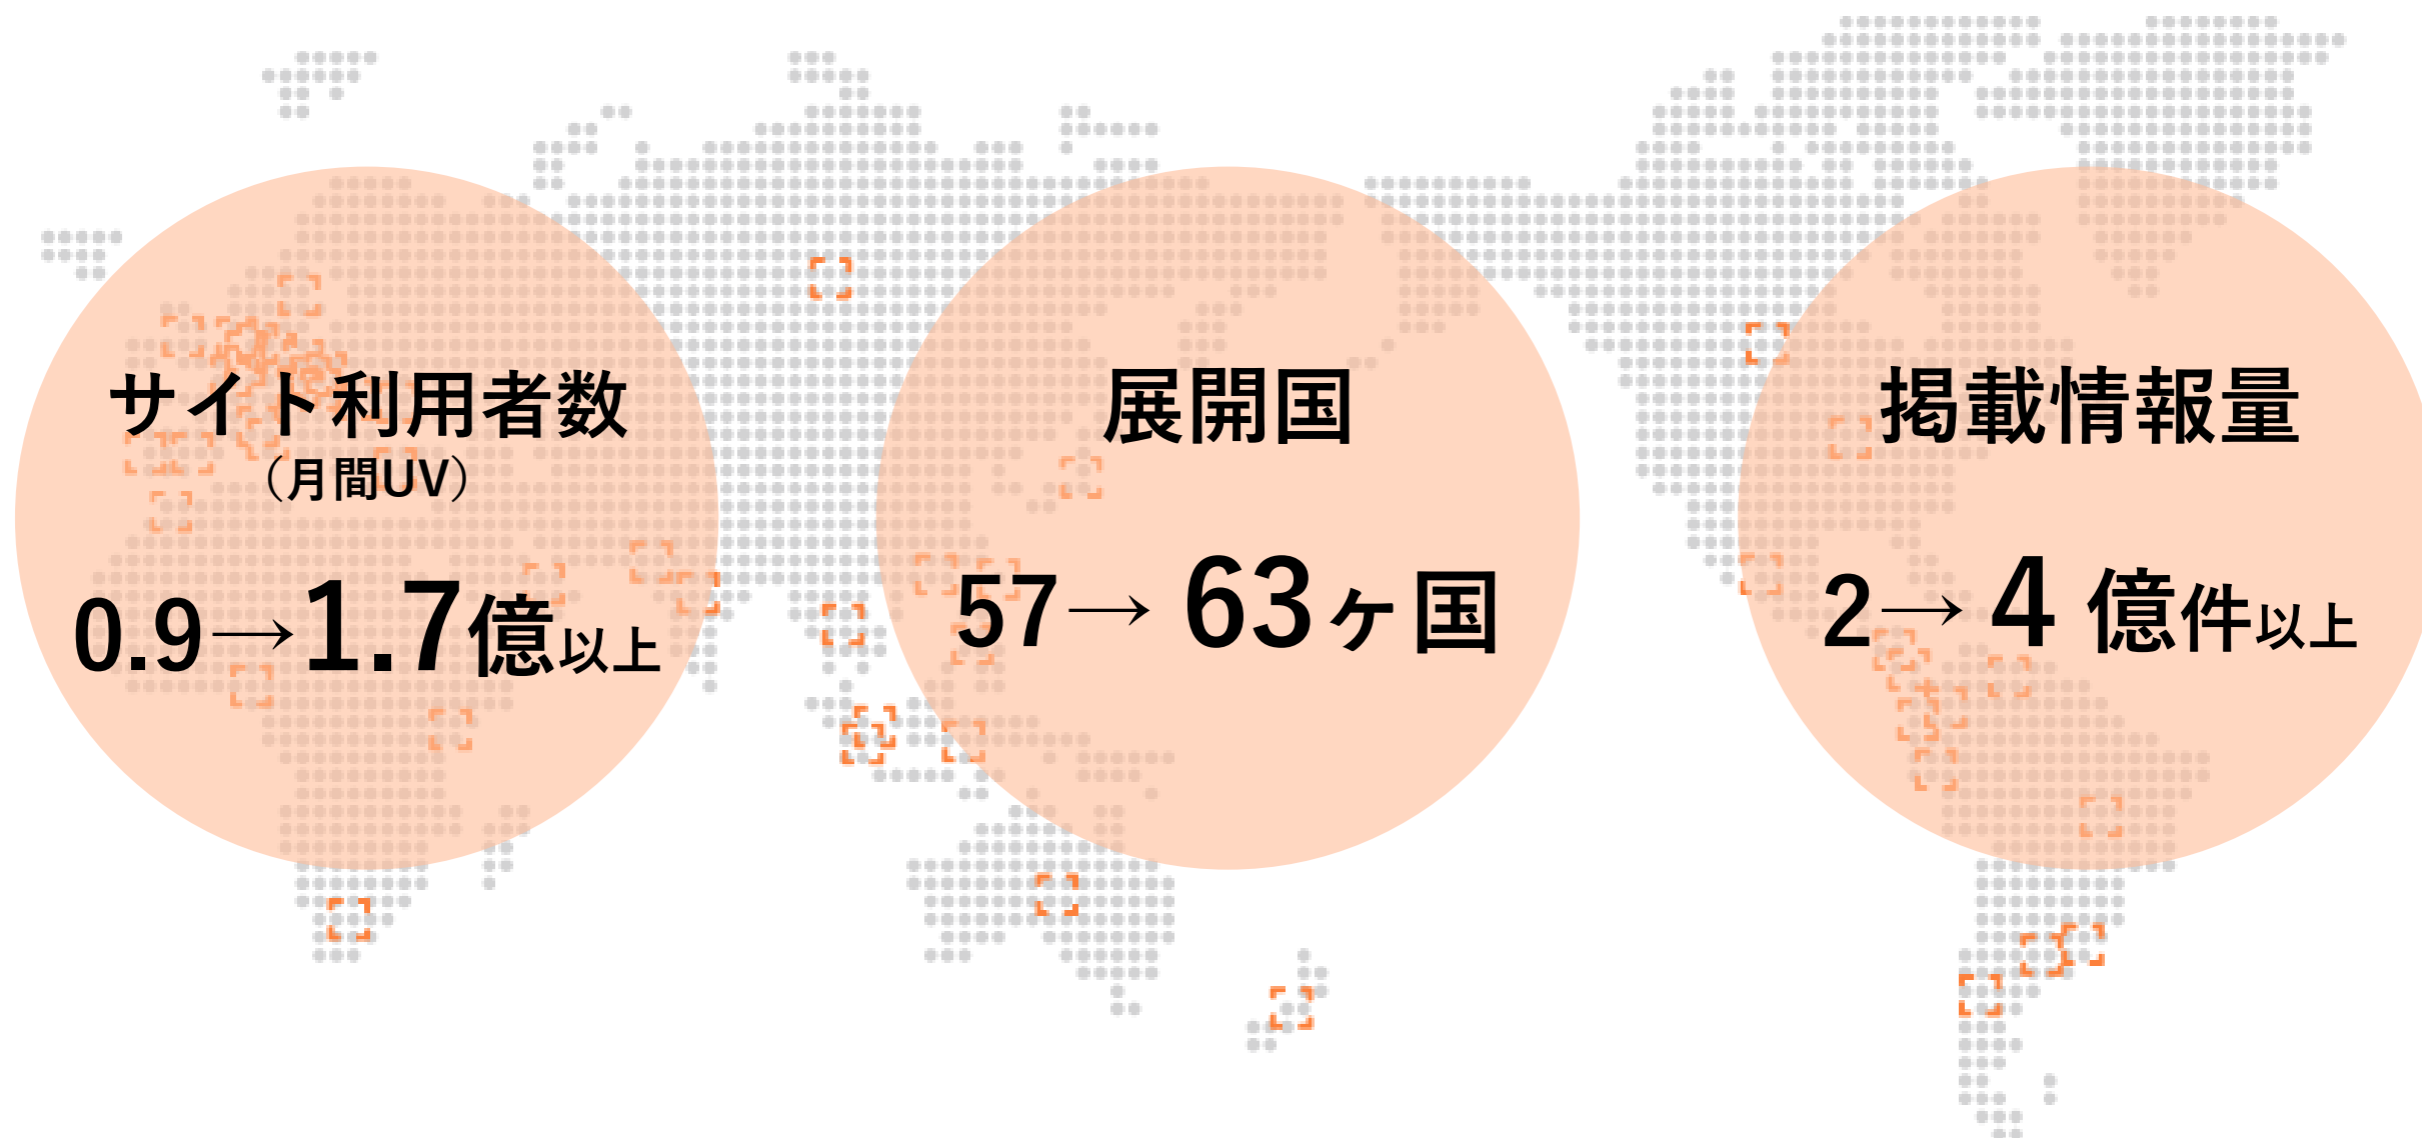 サイト利用者数
（月間UV）
0.9→1.7億以上
展開国
57→63ヶ国
掲載情報量
2→4億件以上